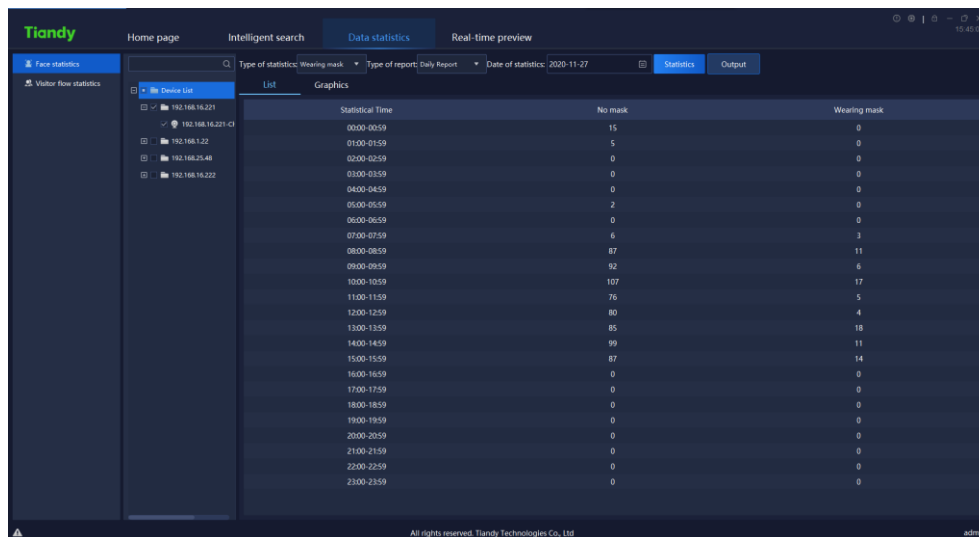 Tiandy
Home page Intelligent search Data statistics Real-time preview
15:45:0
Face statistics
Visitor flow statistics
Type of statistics: Wearing mask Type of report: Daily Report Date of statistics: 2020-11-27 Statistics Output
Device List
192.168.16.221
192.168.16.221-Cl
192.168.1.22
192.168.25.48
192.168.16.222
List Graphics
Statistical Time No mask Wearing mask
00:00-00:59 15 0
01:00-01:59 5 0
02:00-02:59 0 0
03:00-03:59 0 0
04:00-04:59 0 0
05:00-05:59 2 0
06:00-06:59 0 0
07:00-07:59 6 3
08:00-08:59 87 11
09:00-09:59 92 6
10:00-10:59 107 17
11:00-11:59 76 5
12:00-12:59 80 4
13:00-13:59 85 18
14:00-14:59 99 11
15:00-15:59 87 14
16:00-16:59 0 0
17:00-17:59 0 0
18:00-18:59 0 0
19:00-19:59 0 0
20:00-20:59 0 0
21:00-21:59 0 0
22:00-22:59 0 0
23:00-23:59 0 0
All rights reserved. Tiandy Technologies Co., Ltd
adm